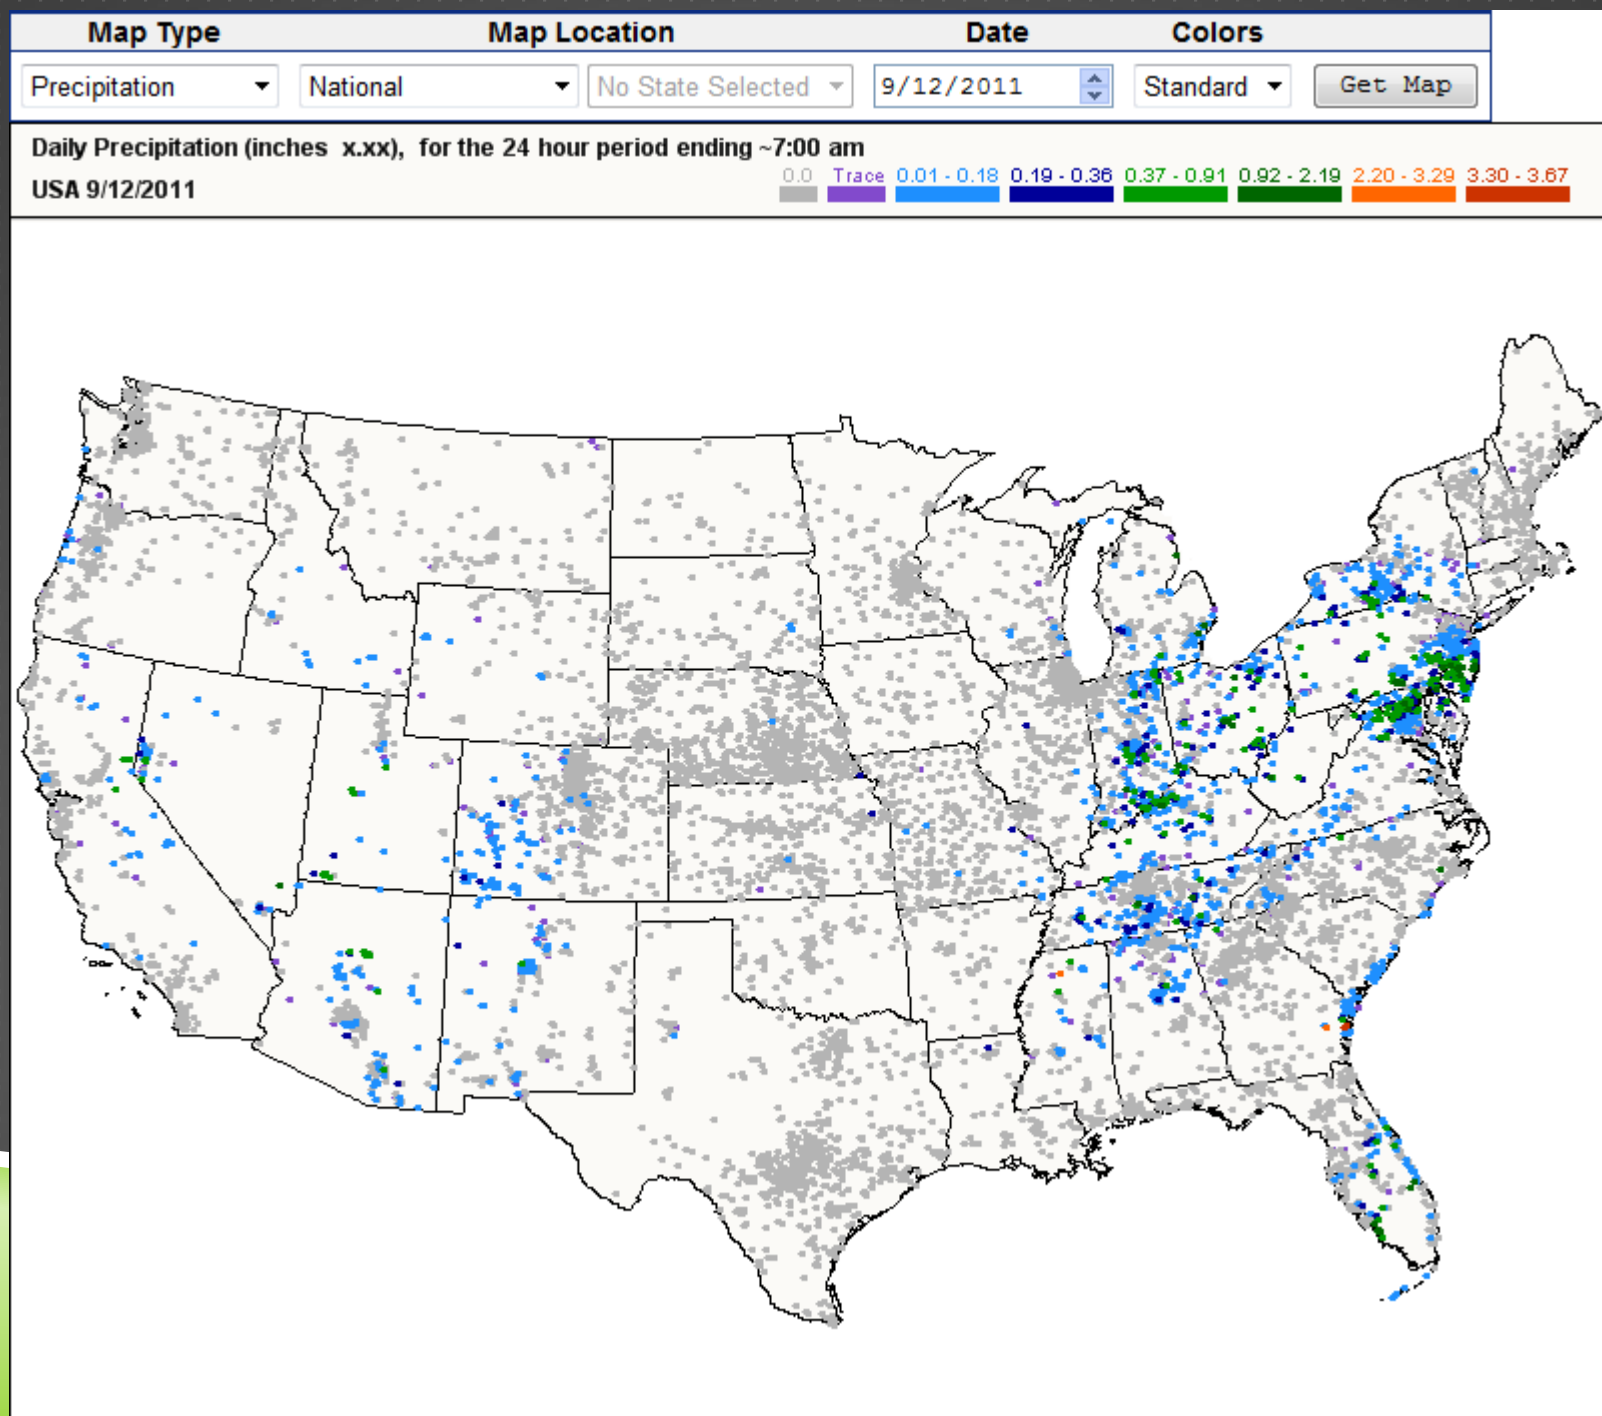 Map Type Map Location Date Colors
Precipitation National No State Selected 9/12/2011 Standard Get Map
Daily Precipitation (inches x.xx), for the 24 hour period ending ~7:00 am
0.0 Trace 0.01 - 0.18 0.19 - 0.36 0.37 - 0.91 0.92 - 2.19 2.20 - 3.29 3.30 - 3.67
USA 9/12/2011